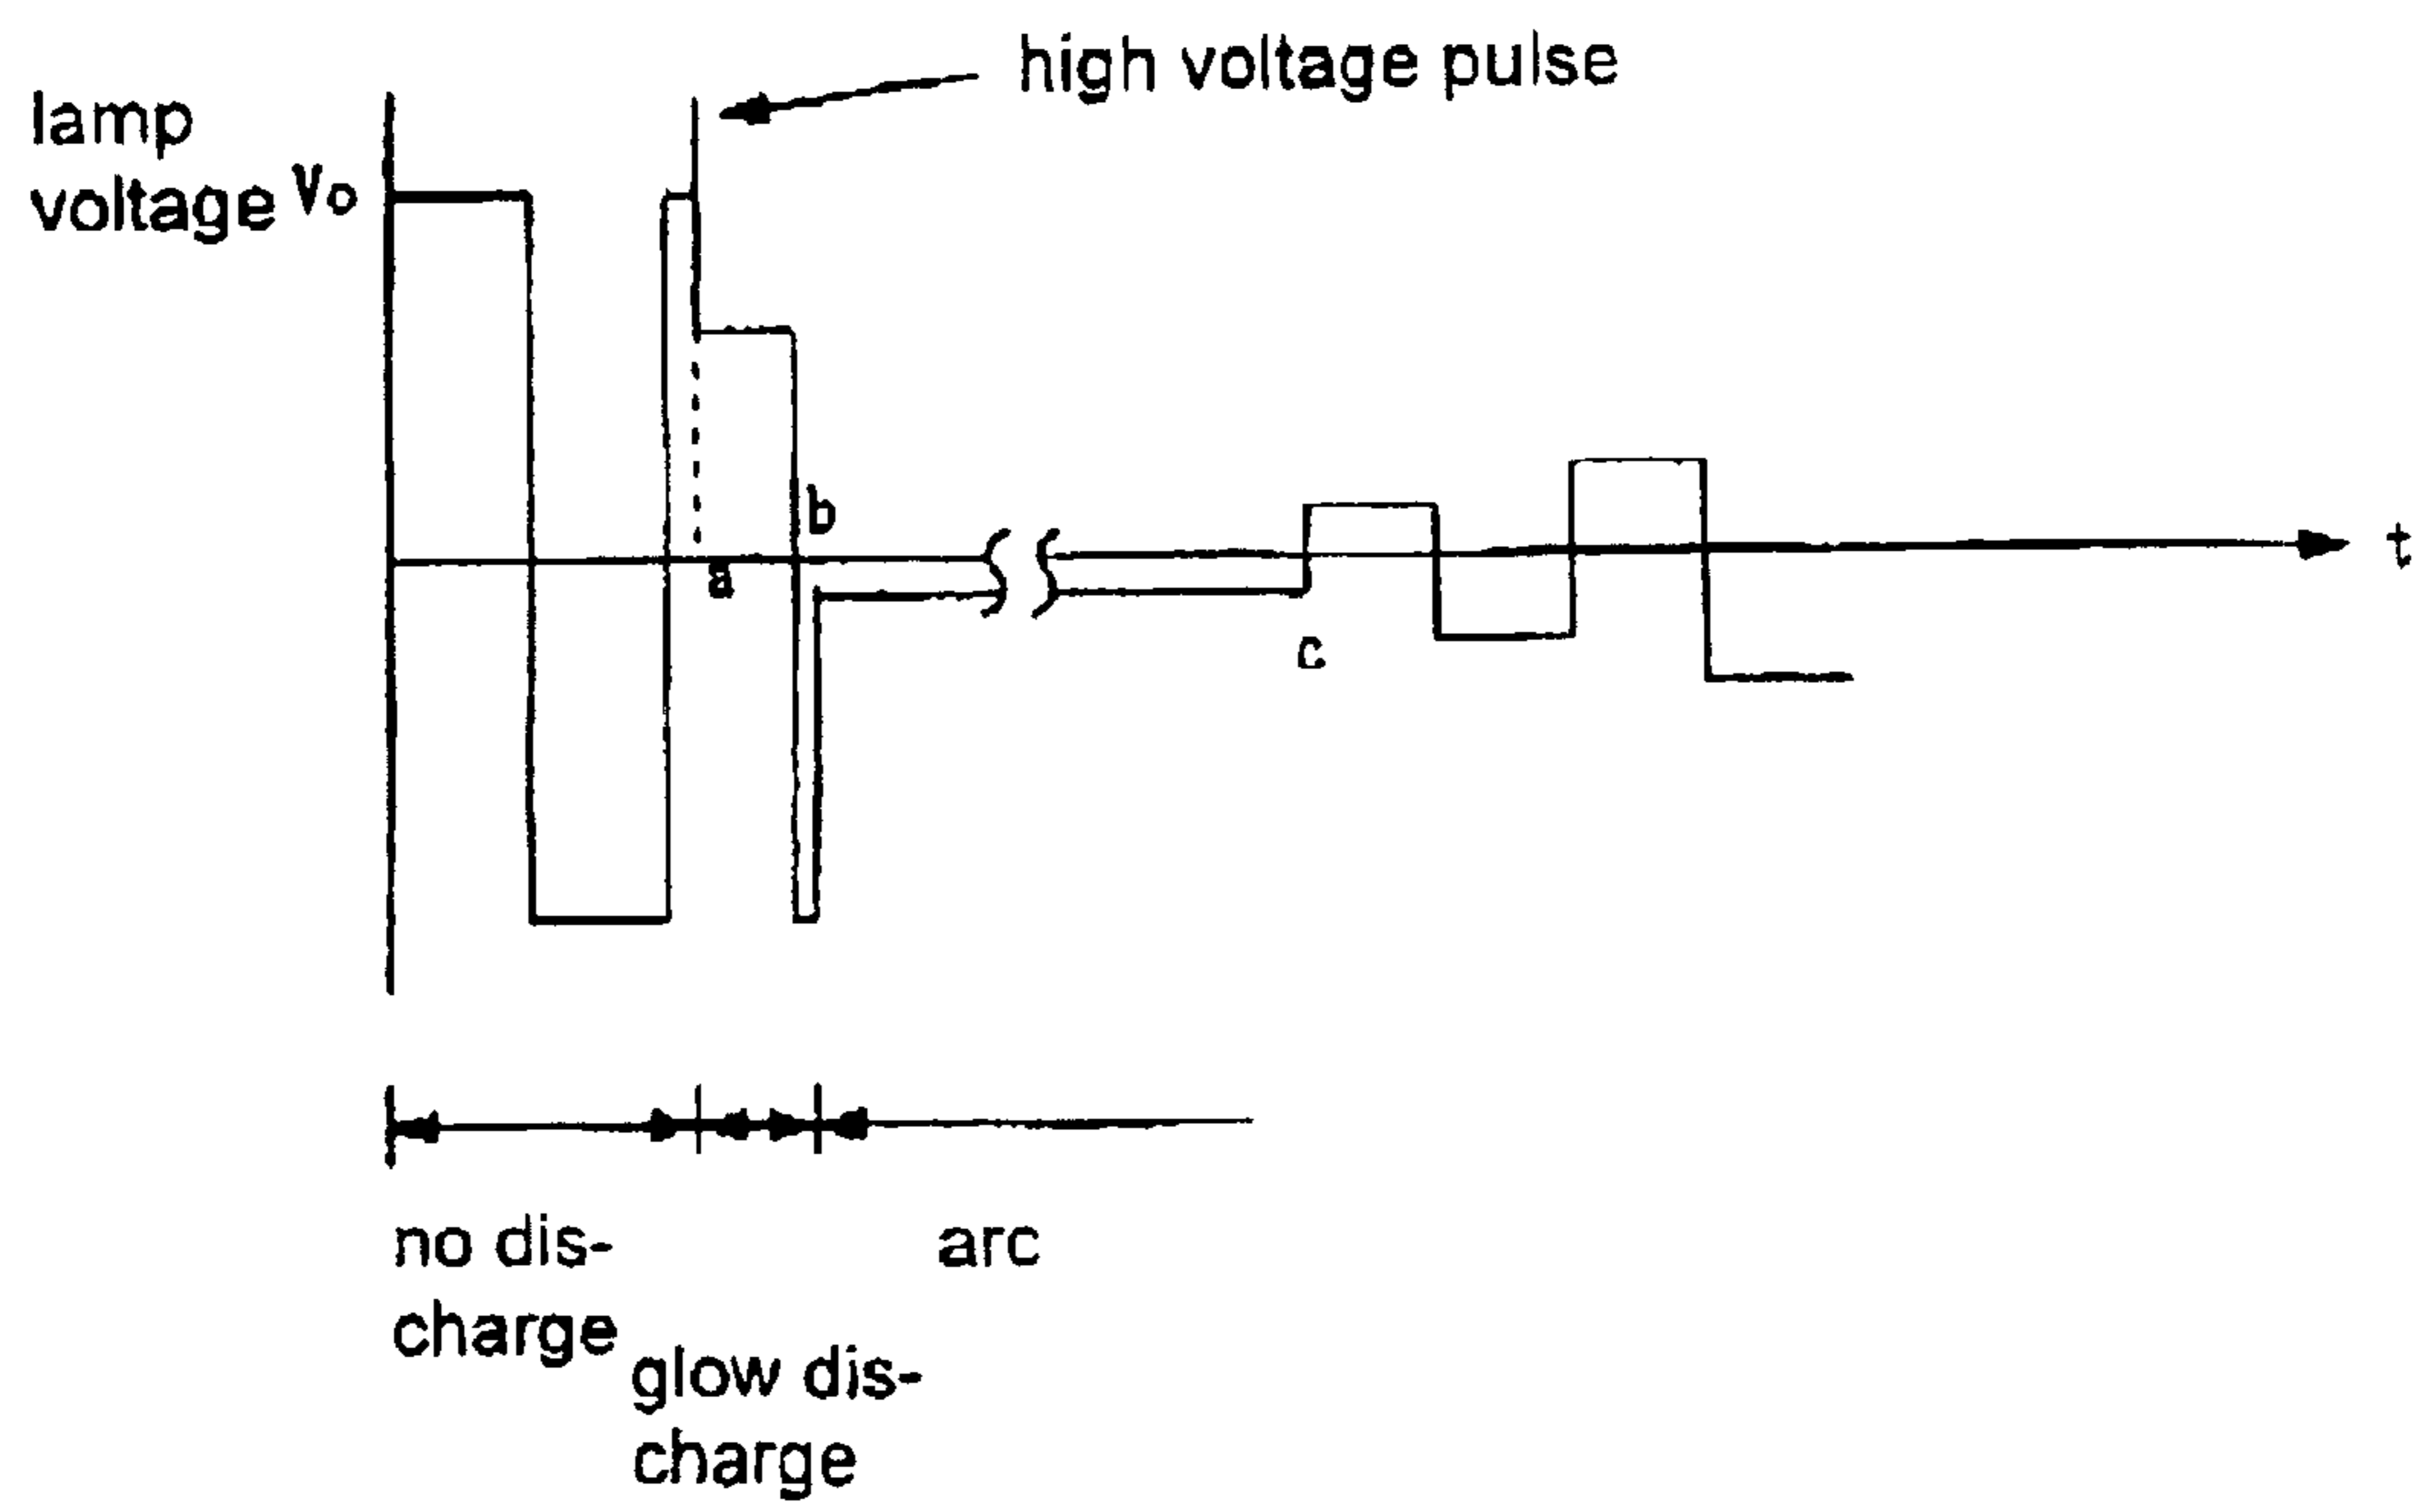 high voltage pulse
lamp
voltage Vo
b
a
t
c
no dis-
charge
arc
glow dis-
charge